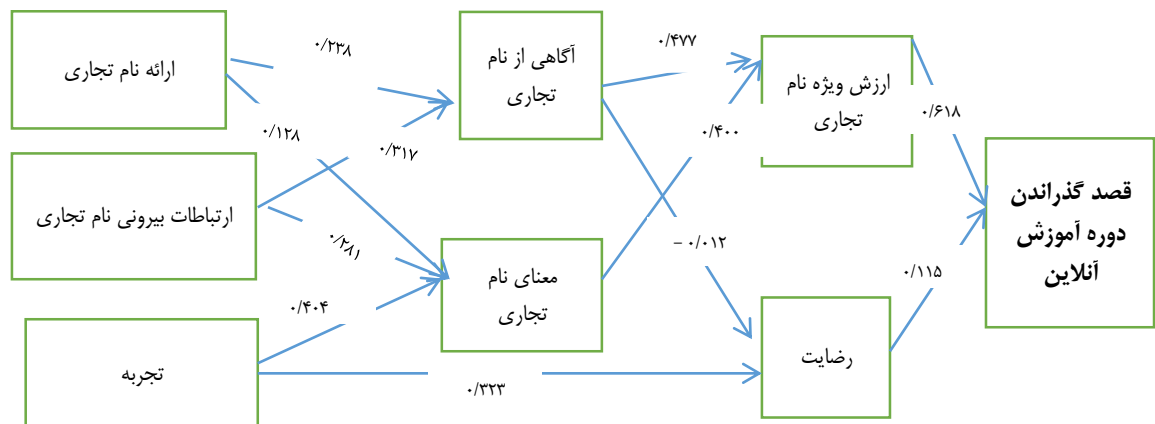 ارائه نام تجاری
ارتباطات بیرونی نام تجاری
تجربه
۰/۲۳۸
۰/۱۲۸
۰/۳۱۷
۰/۲۸۱
۰/۴۰۴
۰/۳۲۳
آگاهی از نام
تجاری
معنای نام
تجاری
۰/۴۷۷
۰/۴۰۰
– ۰/۰۱۲
ارزش ویژه نام
تجاری
رضایت
۰/۶۱۸
۰/۱۱۵
قصد گذراندن
دوره آموزش
آنلاین